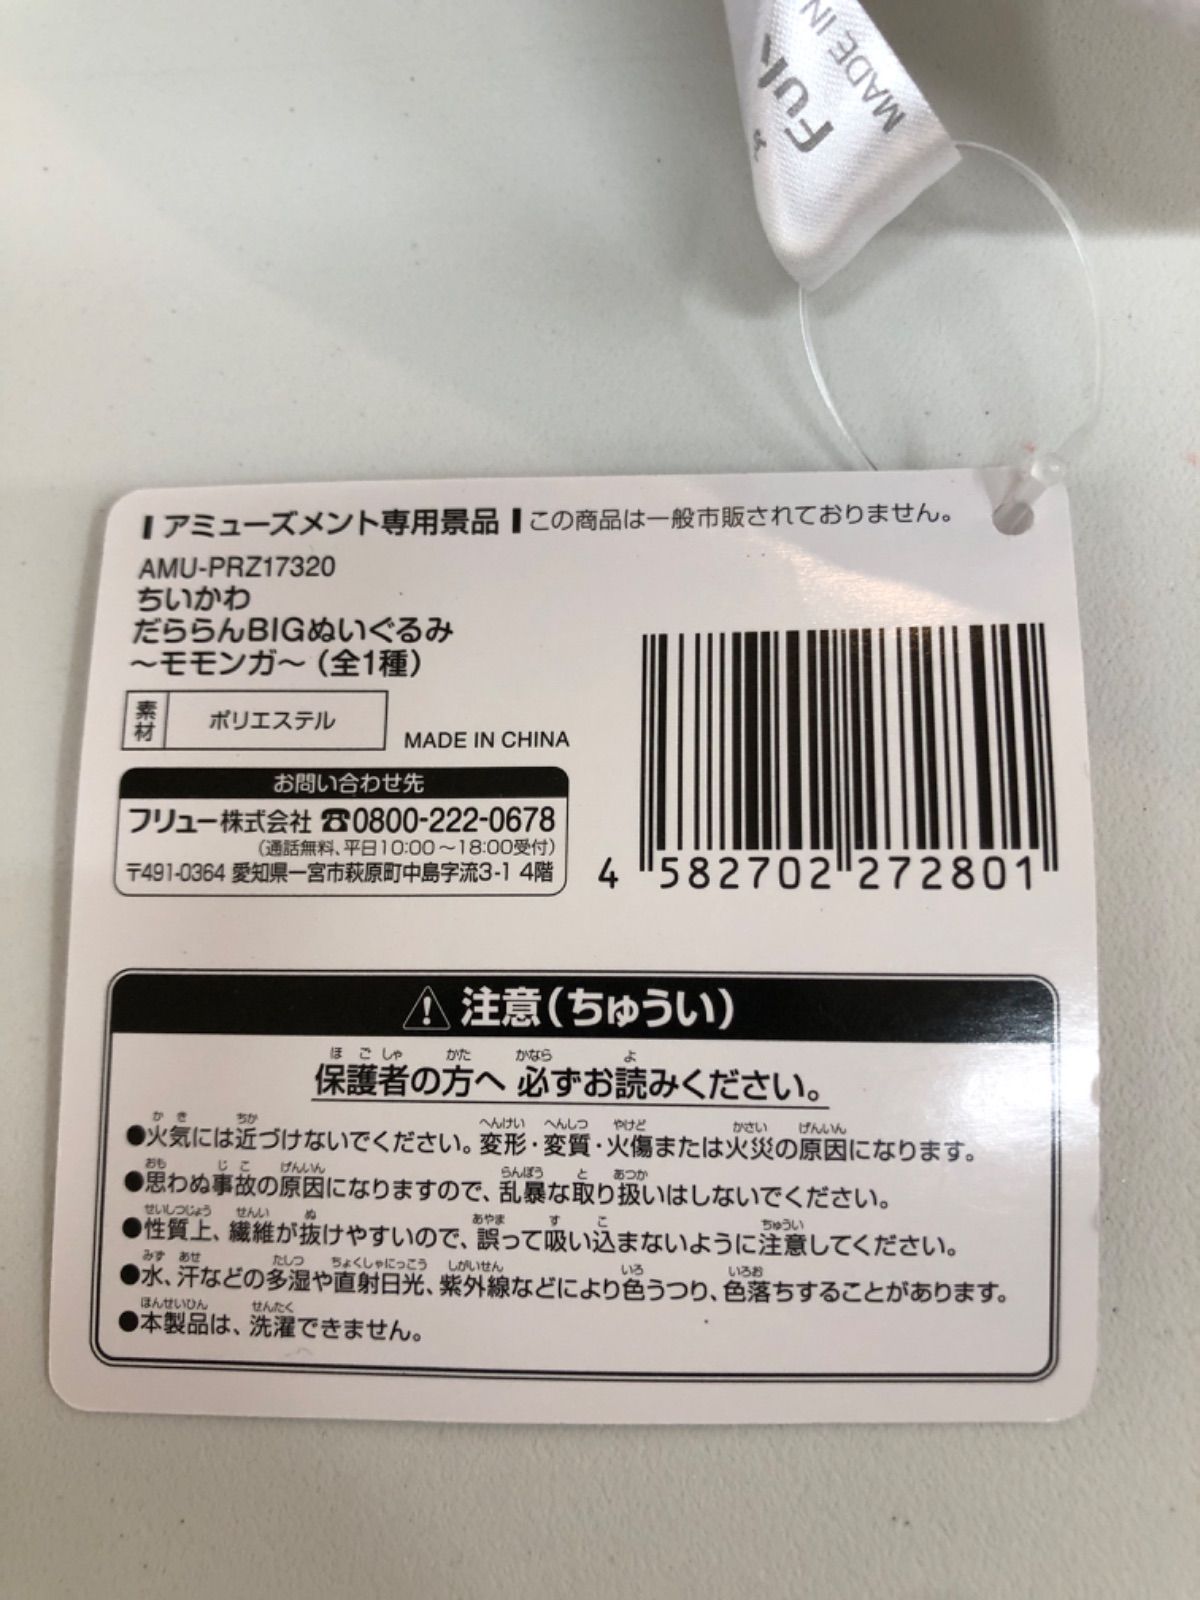 Fu
MADE IN
アミューズメント専用景品 この商品は一般市販されておりません。
AMU-PRZ17320
ちいかわ
だららんBIGぬいぐるみ
～モモンガ～(全1種)
素材 ポリエステル
MADE IN CHINA
お問い合わせ先
フリュー株式会社 ☎0800-222-0678
(通話無料、平日10:00～18:00受付)
〒491-0364 愛知県一宮市萩原町中島字流3-1 4階
4 582702 272801
⚠ 注意(ちゅうい)
ほごしゃ かた かなら よ
保護者の方へ 必ずお読みください。
かき ちか へんけい へんしつ やけど かさい げんいん
●火気には近づけないでください。変形・変質・火傷または火災の原因になります。
おも じこ げんいん らんぼう と あつか
●思わぬ事故の原因になりますので、乱暴な取り扱いはしないでください。
せいしつじょう せんい ぬ あやま す こ ちゅうい
●性質上、繊維が抜けやすいので、誤って吸い込まないように注意してください。
みず あせ たしつ ちょくしゃにっこう しがいせん いろ いろお
●水、汗などの多湿や直射日光、紫外線などにより色うつり、色落ちすることがあります。
ほんせいひん せんたく
●本製品は、洗濯できません。